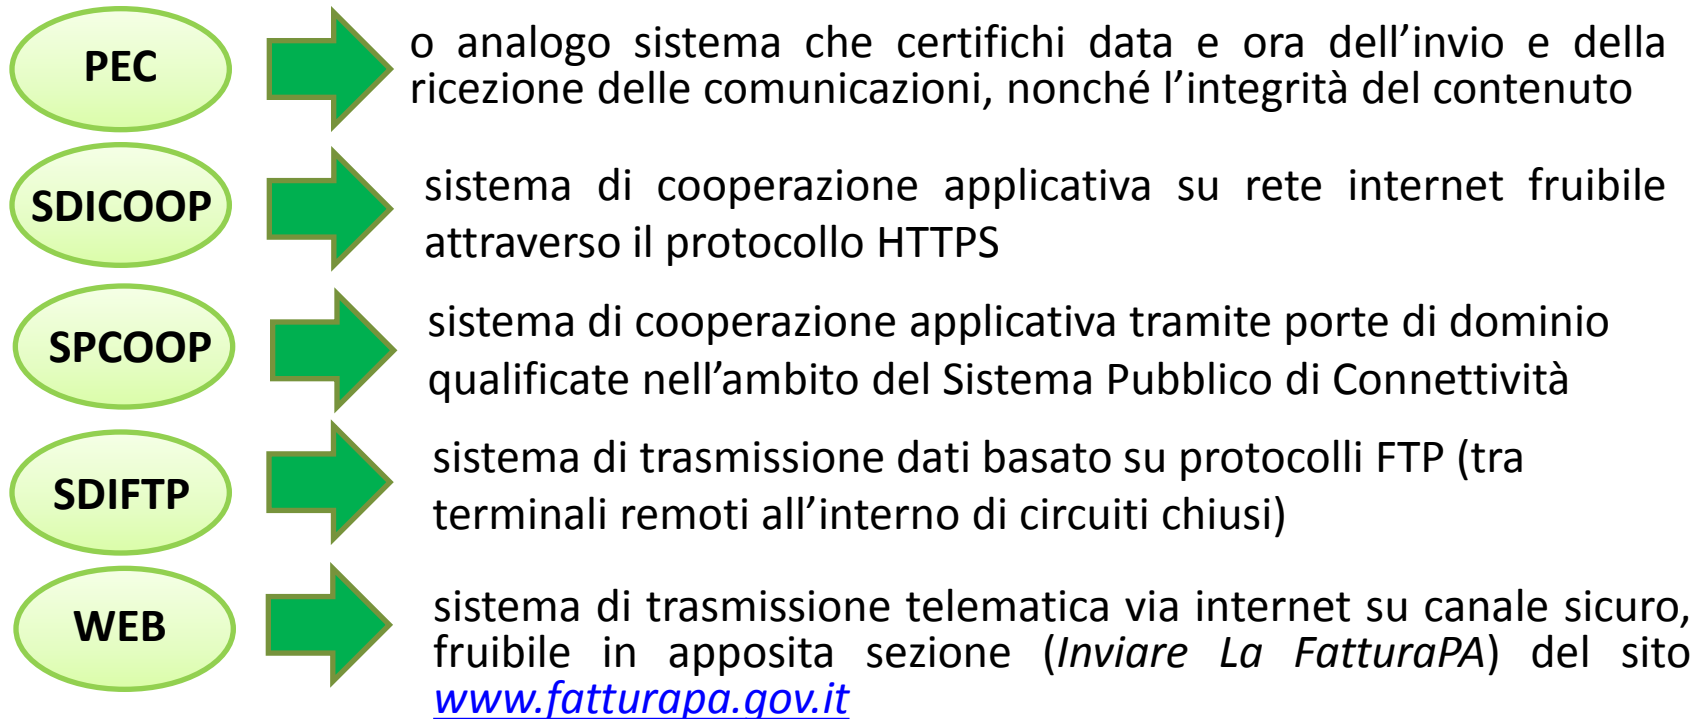 PEC
o analogo sistema che certifichi data e ora dell’invio e della
ricezione delle comunicazioni, nonché l’integrità del contenuto
SDICOOP
sistema di cooperazione applicativa su rete internet fruibile
attraverso il protocollo HTTPS
SPCOOP
sistema di cooperazione applicativa tramite porte di dominio
qualificate nell’ambito del Sistema Pubblico di Connettività
SDIFTP
sistema di trasmissione dati basato su protocolli FTP (tra
terminali remoti all’interno di circuiti chiusi)
WEB
sistema di trasmissione telematica via internet su canale sicuro,
fruibile in apposita sezione (Inviare La FatturaPA) del sito
www.fatturapa.gov.it